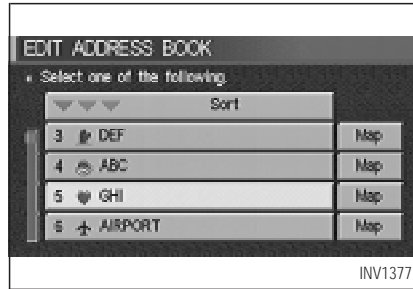 EDIT ADDRESS BOOK
Select one of the following.
Sort
3 DEF Map
4 ABC Map
5 GHI Map
6 AIRPORT Map
INV1377